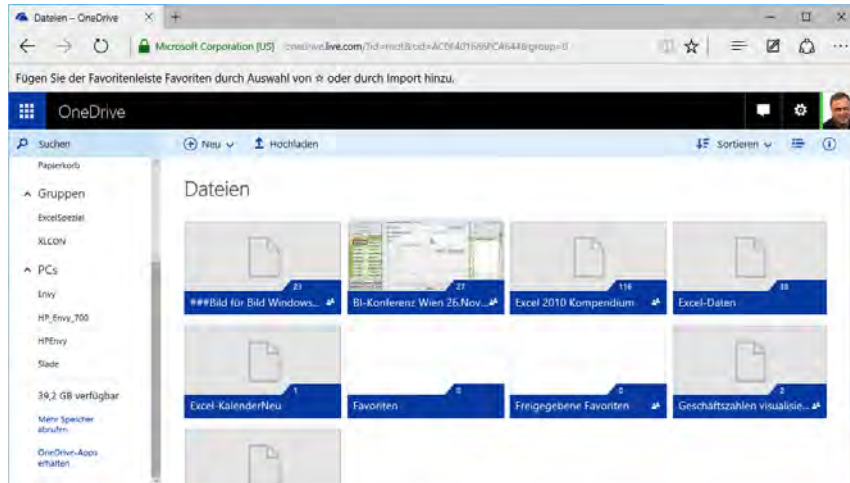 Dateien – OneDrive
Microsoft Corporation [US]
live.com
Fügen Sie der Favoritenleiste Favoriten durch Auswahl von ☆ oder durch Import hinzu.
OneDrive
Suchen
Neu
Hochladen
Sortieren
Papierkorb
Gruppen
ExcelSpezial
XLCON
PCs
Envy
HP_Envy_700
HPEnvy
Slade
39,2 GB verfügbar
Mehr Speicher
abrufen
OneDrive-Apps
erhalten
Dateien
23
###Bild für Bild Windows...
27
BI-Konferenz Wien 26.Nov...
116
Excel 2010 Kompendium
Excel-Daten
1
Excel-KalenderNeu
0
Favoriten
0
Freigegebene Favoriten
Geschäftszahlen visualisie...